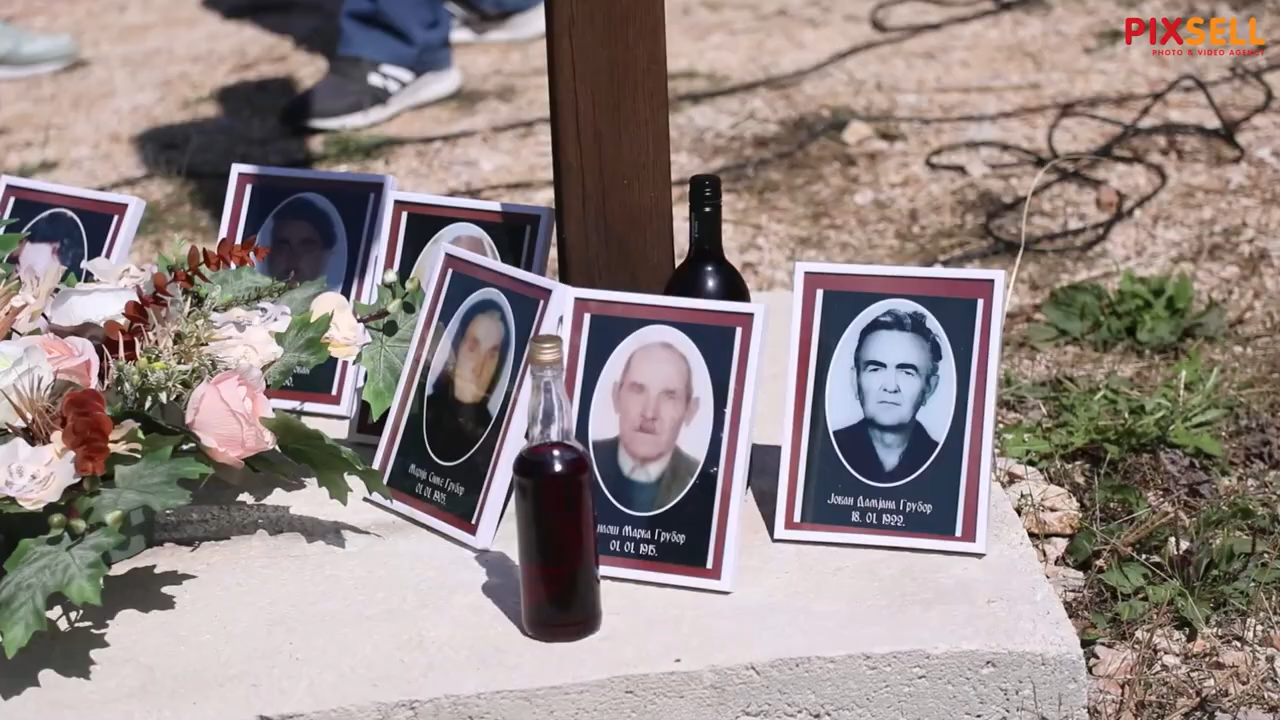 PIXSELL
PHOTO & VIDEO AGENCY
Марија Симе Грубор
01. 01. 1905.
Марка Грубор
01. 01. 1915.
Јован Дамјана Грубор
18. 01. 1922.